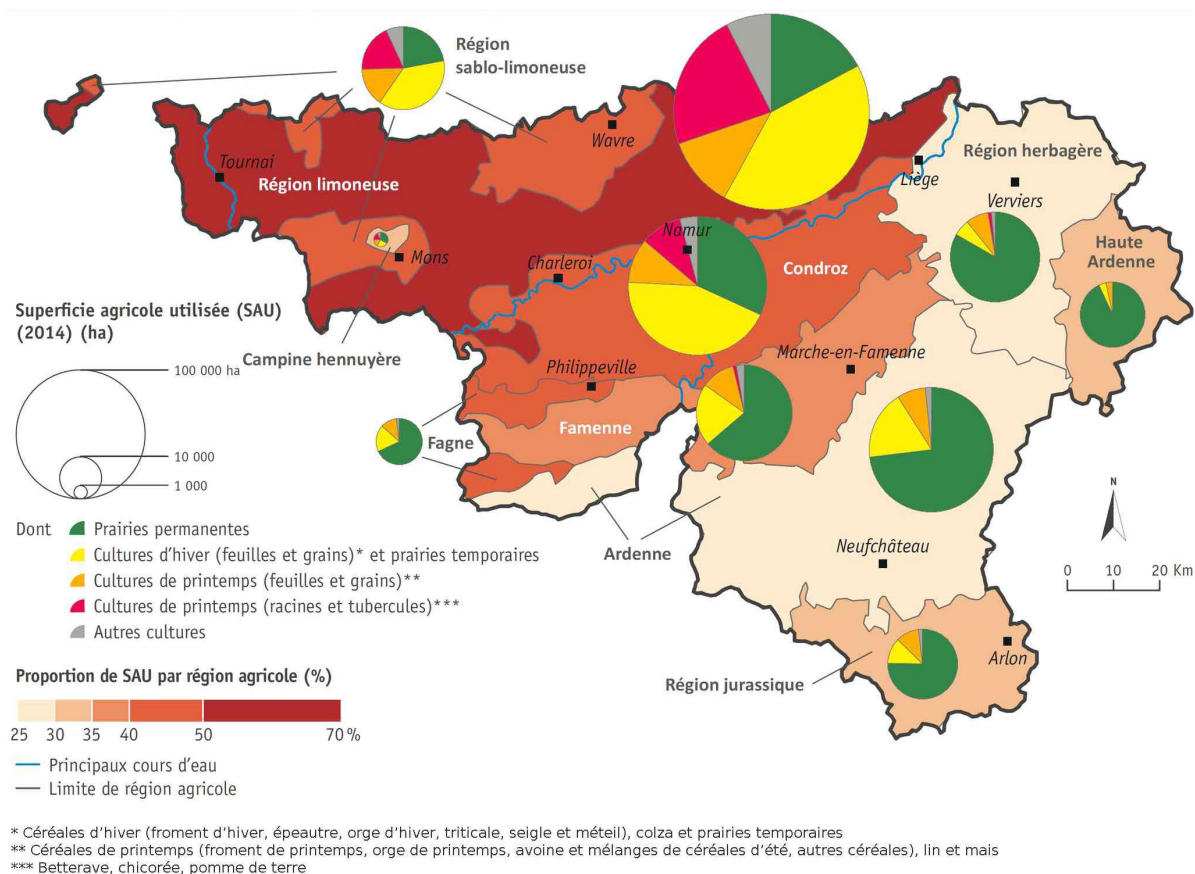 Région
sablo-limoneuse
Wavre
Tournai
Région limoneuse
Région herbagère
Liège
Verviers
Namur
Mons
Charleroi
Condroz
Haute
Ardenne
Superficie agricole utilisée (SAU)
(2014) (ha)
Campine hennuyère
100 000 ha
10 000
1 000
Marche-en-Famenne
Philippeville
Famenne
Fagne
Dont
Prairies permanentes
Cultures d'hiver (feuilles et grains)* et prairies temporaires
Cultures de printemps (feuilles et grains)**
Cultures de printemps (racines et tubercules)***
Autres cultures
Ardenne
Neufchâteau
N
0 10 20 Km
Arlon
Région jurassique
Proportion de SAU par région agricole (%)
25 30 35 40 50 70 %
Principaux cours d'eau
Limite de région agricole
* Céréales d’hiver (froment d’hiver, épeautre, orge d’hiver, triticale, seigle et méteil), colza et prairies temporaires
** Céréales de printemps (froment de printemps, orge de printemps, avoine et mélanges de céréales d’été, autres céréales), lin et mais
*** Betterave, chicorée, pomme de terre